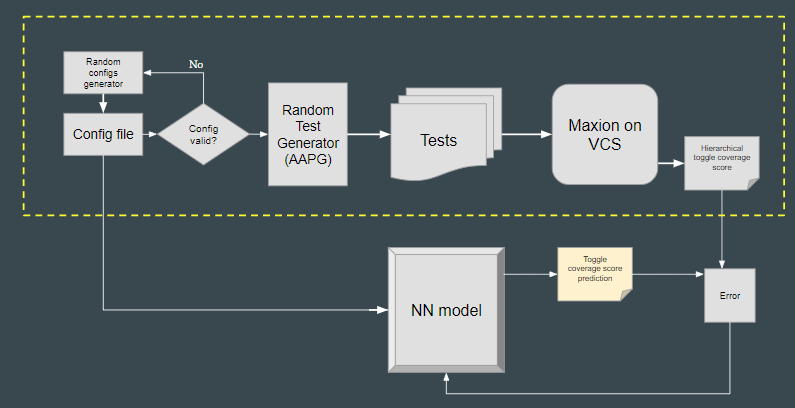 Random
configs
generator
No
Config file
Config
valid?
Random
Test
Generator
(AAPG)
Tests
Maxion on
VCS
Hierarchical
toggle coverage
score
NN model
Toggle
coverage score
prediction
Error